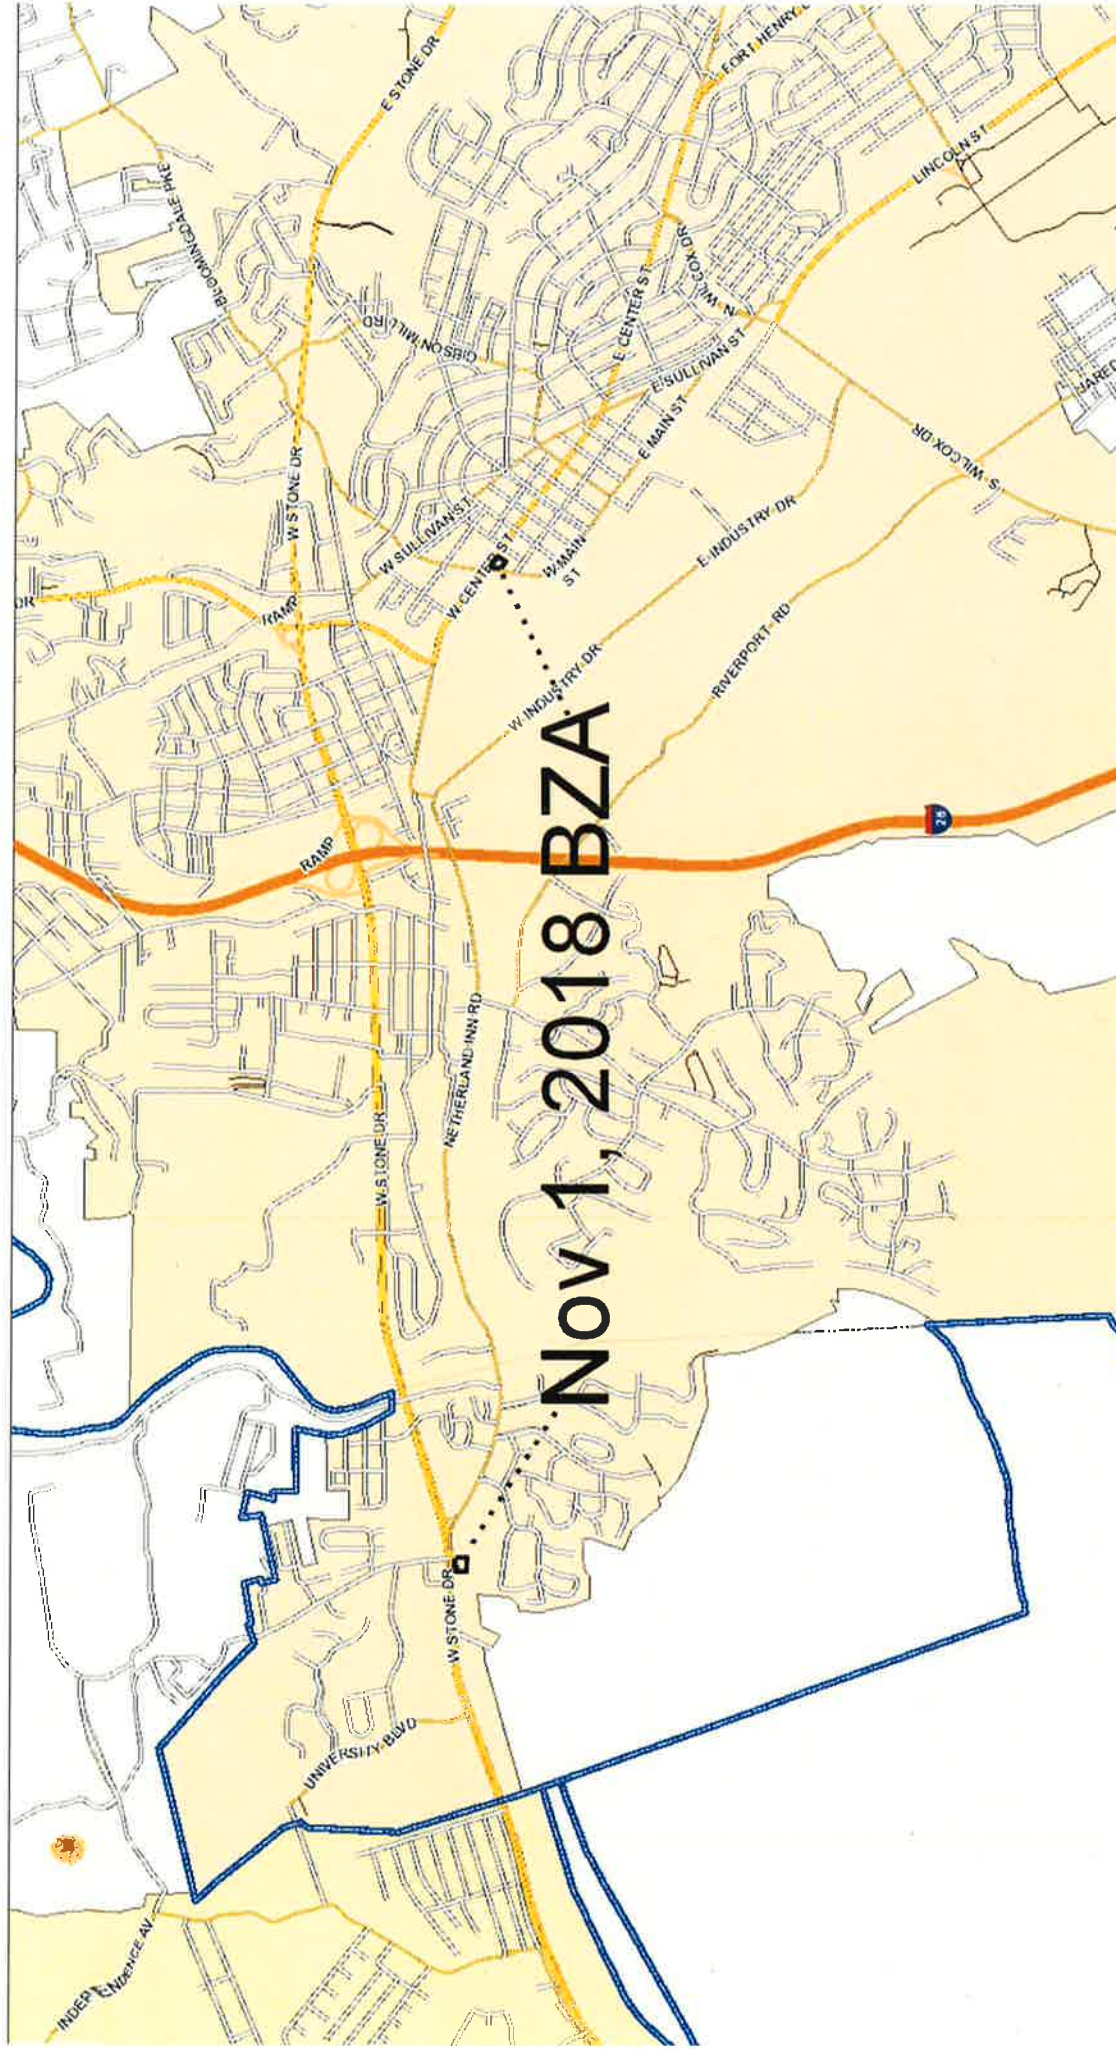 E STONE DR
FORT HENRY
BLOOMINGDALE PIKE
LINCOLN ST
N WILCOX DR
GIBSON MILL RD
E CENTER ST
E SULLIVAN ST
E MAIN ST
JARED
W STONE DR
S WILCOX DR
W SULLIVAN ST
W CENTER ST
W MAIN
ST
E INDUSTRY DR
DR
RAMP
W INDUSTRY DR
RIVERPORT RD
Nov 1, 2018 BZA
RAMP
26
NETHERLAND INN RD
W STONE DR
W STONE DR
UNIVERSITY BLVD
INDEPENDENCE AV